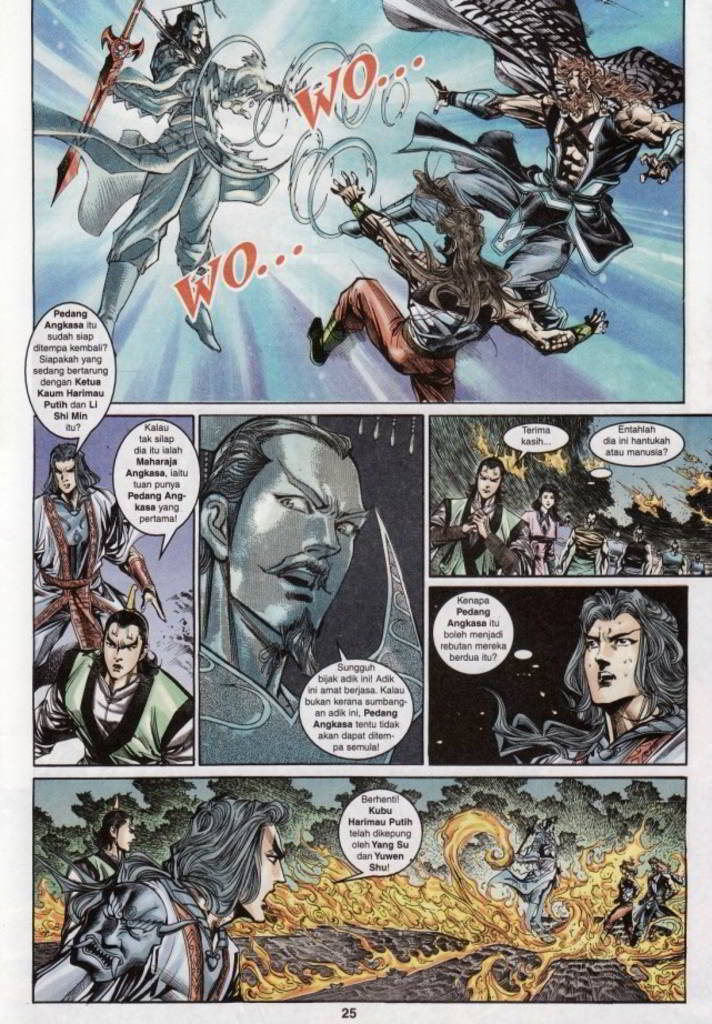 WO...
WO...
Pedang
Angkasa itu
sudah siap
ditempa kembali?
Siapakah yang
sedang bertarung
dengan Ketua
Kaum Harimau
Putih dan Li
Shi Min
itu?
Kalau
tak silap
dia itu ialah
Maharaja
Angkasa, iaitu
tuan punya
Pedang Ang-
kasa yang
pertama!
Sungguh
bijak adik ini! Adik
ini amat berjasa. Kalau
bukan kerana sumbang-
an adik ini, Pedang
Angkasa tentu tidak
akan dapat ditem-
pa semula!
Terima
kasih...
Entahlah
dia ini hantukah
atau manusia?
Kenapa
Pedang
Angkasa itu
boleh menjadi
rebutan mereka
berdua itu?
Berhenti!
Kubu
Harimau Putih
telah dikepung
oleh Yang Su
dan
Yuwen
Shu!
25